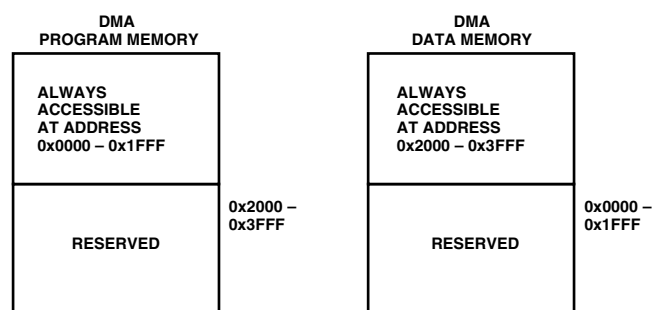 DMA
PROGRAM MEMORY
ALWAYS
ACCESSIBLE
AT ADDRESS
0x0000 – 0x1FFF
RESERVED
0x2000 –
0x3FFF
DMA
DATA MEMORY
ALWAYS
ACCESSIBLE
AT ADDRESS
0x2000 – 0x3FFF
RESERVED
0x0000 –
0x1FFF